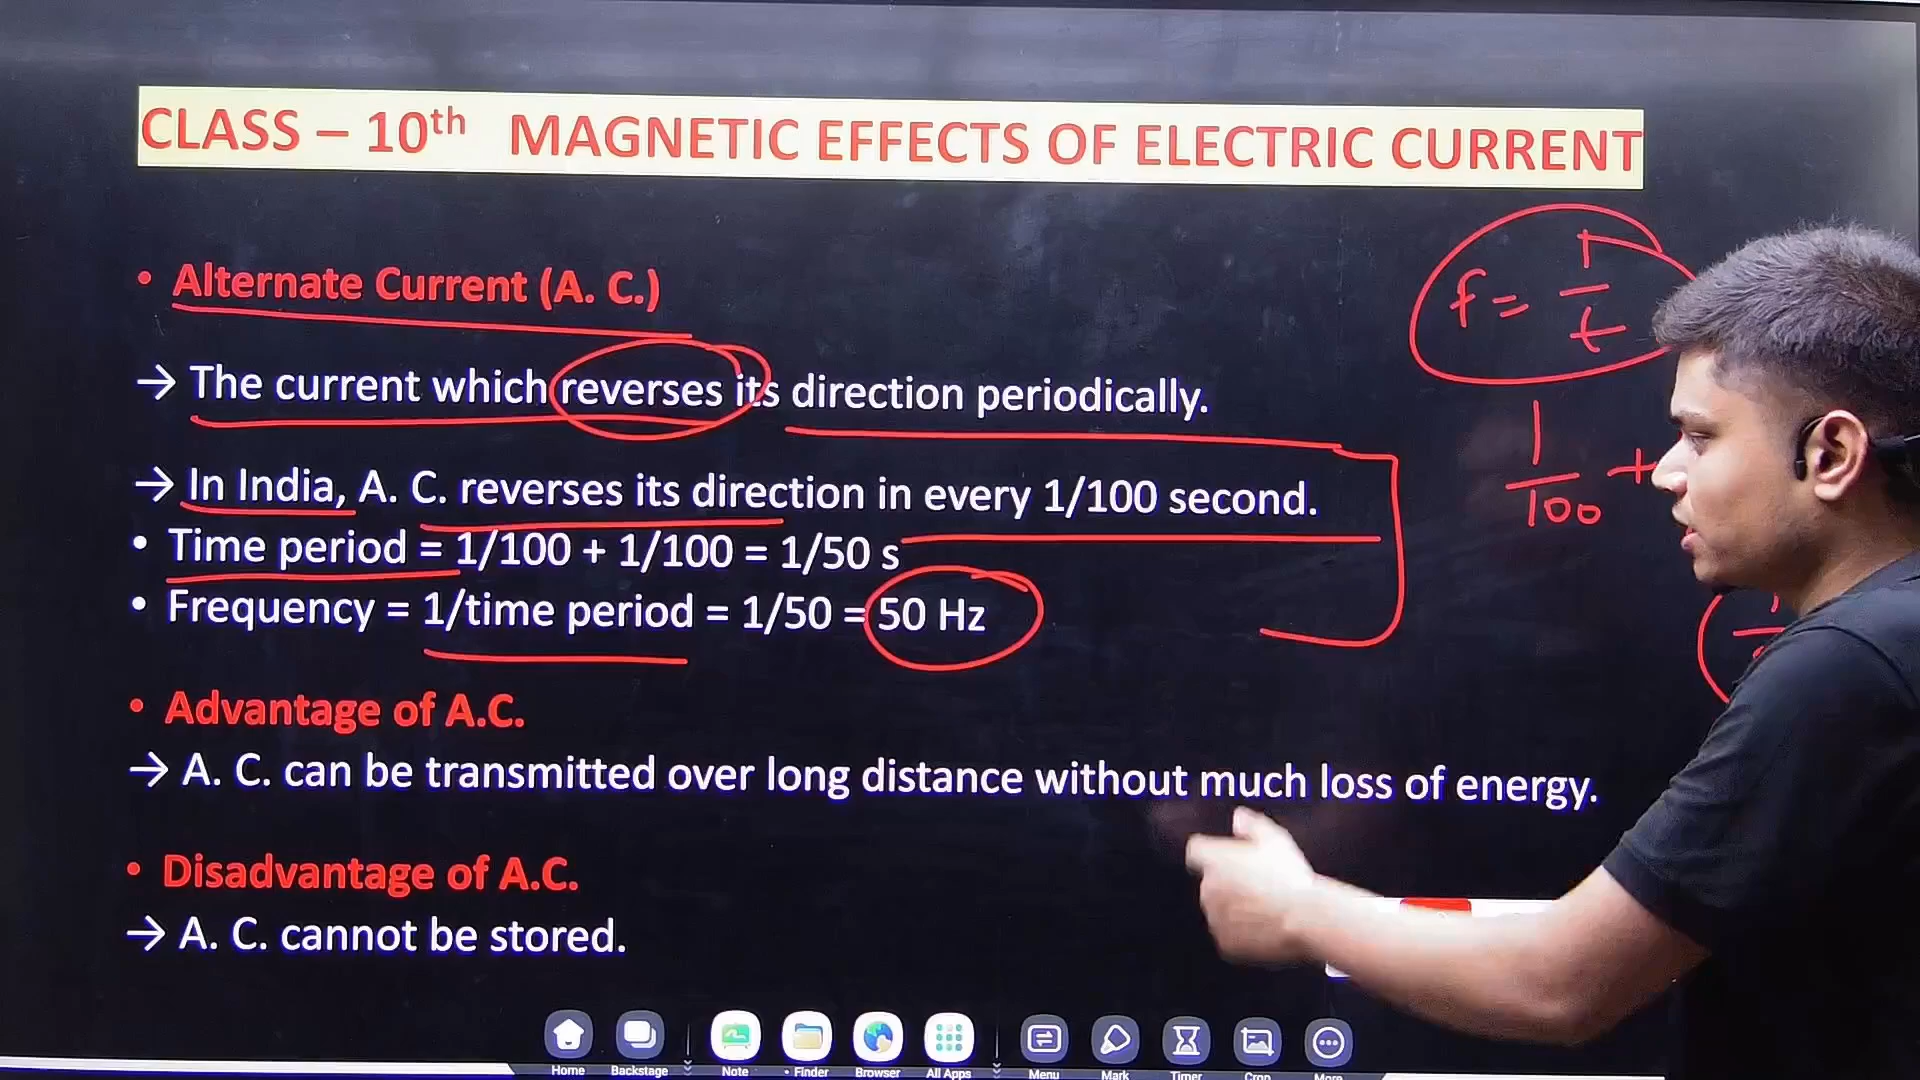 CLASS – 10th MAGNETIC EFFECTS OF ELECTRIC CURRENT
• Alternate Current (A. C.)
→ The current which reverses its direction periodically.
→ In India, A. C. reverses its direction in every 1/100 second.
• Time period = 1/100 + 1/100 = 1/50 s
• Frequency = 1/time period = 1/50 = 50 Hz
• Advantage of A.C.
→ A. C. can be transmitted over long distance without much loss of energy.
• Disadvantage of A.C.
→ A. C. cannot be stored.
f = 1/t
1/100 +
Home Backstage Note • Finder Browser All Apps Menu Mark Timer Crop More